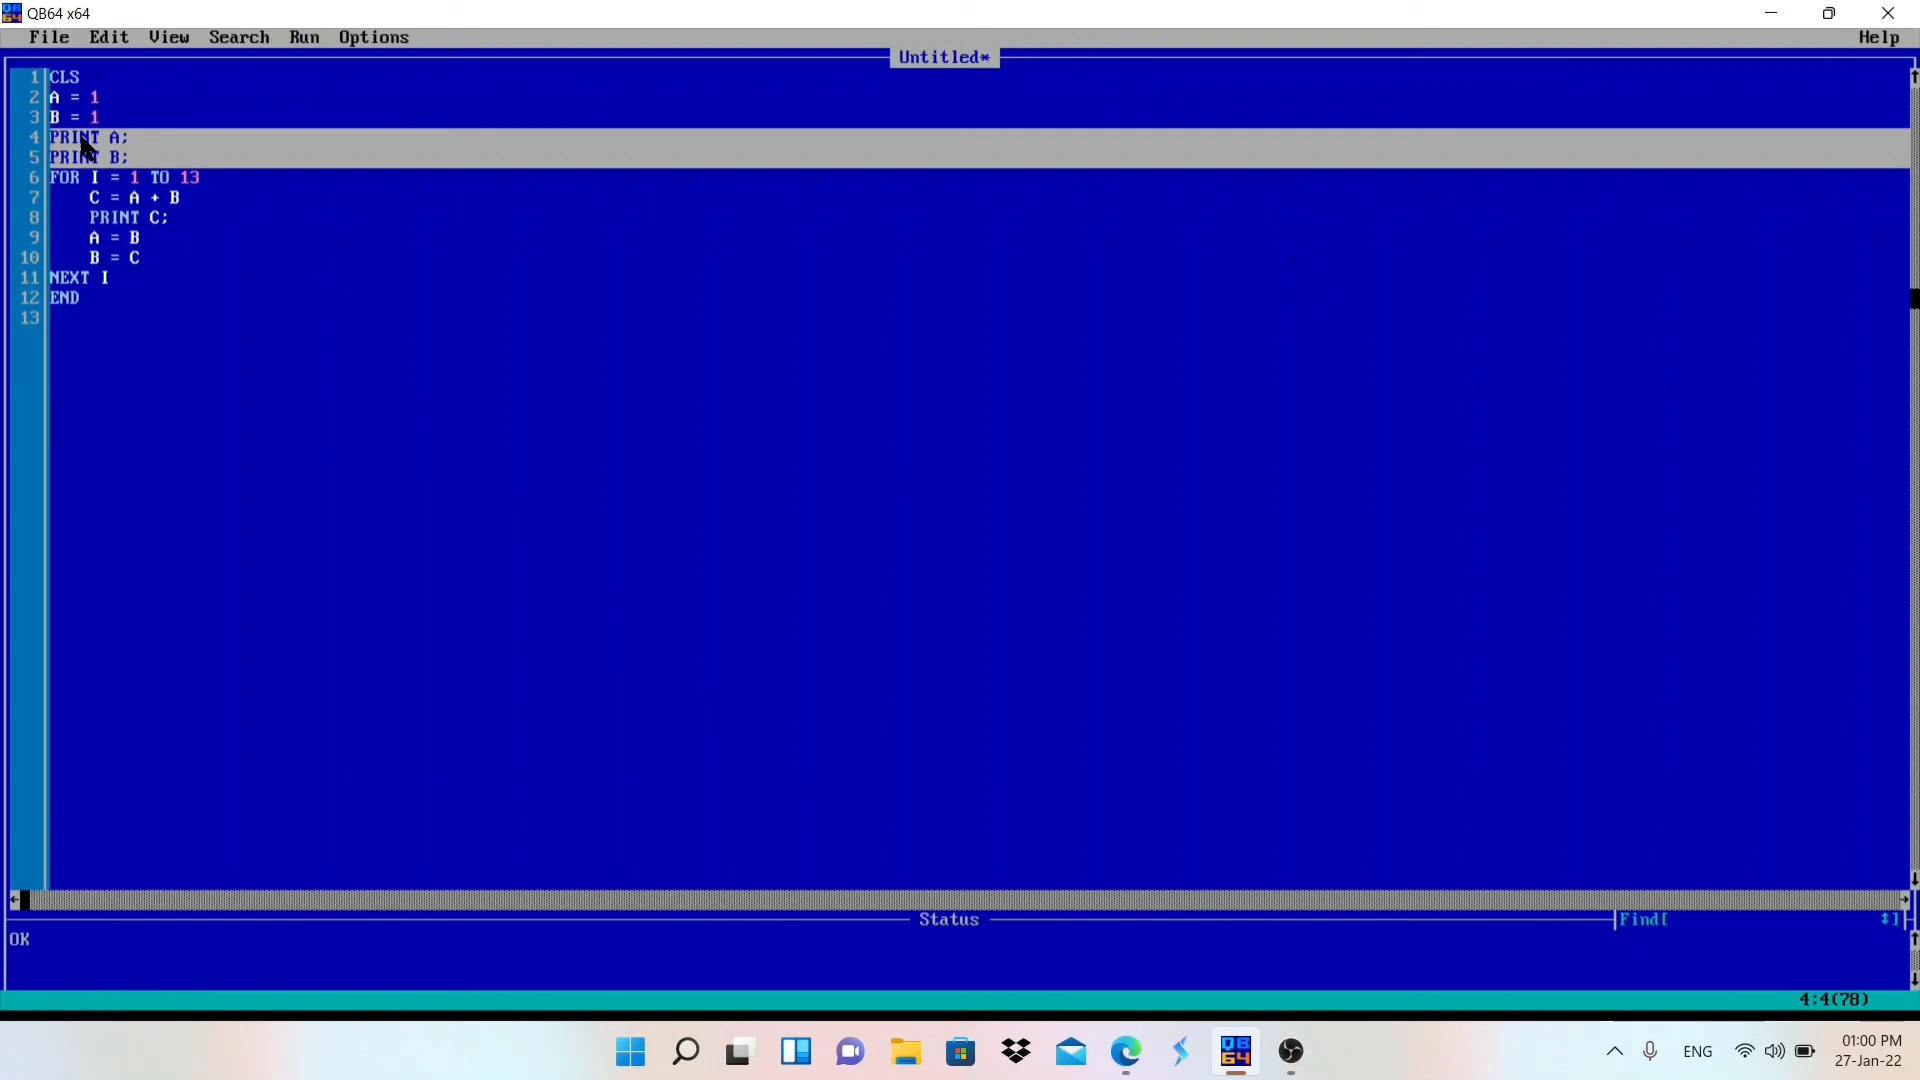 QB64 x64
File Edit View Search Run Options Help
Untitled*
1 CLS
2 A = 1
3 B = 1
4 PRINT A;
5 PRINT B;
6 FOR I = 1 TO 13
7 C = A + B
8 PRINT C;
9 A = B
10 B = C
11 NEXT I
12 END
13
Status
Find[ ]
OK
4:4(78)
QB64
ENG
01:00 PM
27-Jan-22